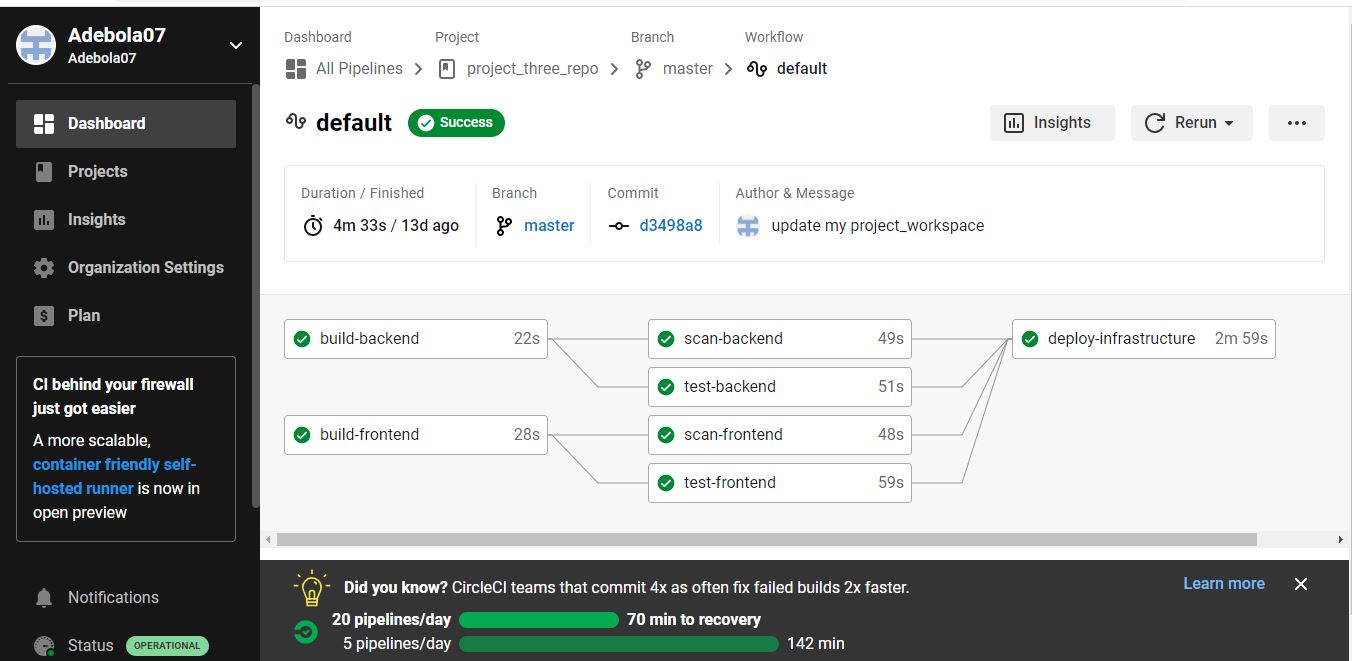 Adebola07
Adebola07
Dashboard
Projects
Insights
Organization Settings
Plan
CI behind your firewall
just got easier
A more scalable,
container friendly self-
hosted runner is now in
open preview
Notifications
Status OPERATIONAL
Dashboard Project Branch Workflow
All Pipelines project_three_repo master default
default Success Insights Rerun
Duration / Finished Branch Commit Author & Message
4m 33s / 13d ago master d3498a8 update my project_workspace
build-backend 22s scan-backend 49s deploy-infrastructure 2m 59s
test-backend 51s
build-frontend 28s scan-frontend 48s
test-frontend 59s
Did you know? CircleCI teams that commit 4x as often fix failed builds 2x faster. Learn more
20 pipelines/day 70 min to recovery
5 pipelines/day 142 min